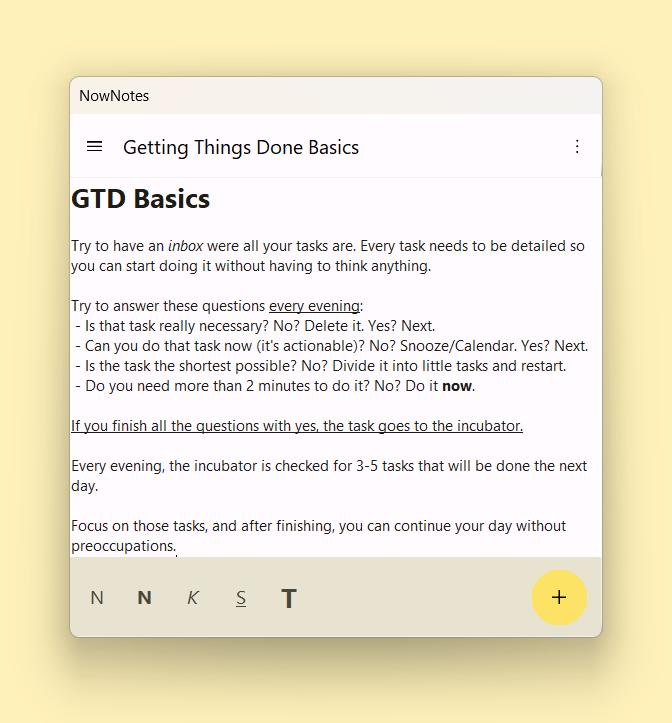 NowNotes
Getting Things Done Basics
GTD Basics
Try to have an inbox were all your tasks are. Every task needs to be detailed so
you can start doing it without having to think anything.
Try to answer these questions every evening:
- Is that task really necessary? No? Delete it. Yes? Next.
- Can you do that task now (it's actionable)? No? Snooze/Calendar. Yes? Next.
- Is the task the shortest possible? No? Divide it into little tasks and restart.
- Do you need more than 2 minutes to do it? No? Do it now.
If you finish all the questions with yes, the task goes to the incubator.
Every evening, the incubator is checked for 3-5 tasks that will be done the next
day.
Focus on those tasks, and after finishing, you can continue your day without
preoccupations.
N N K S T +